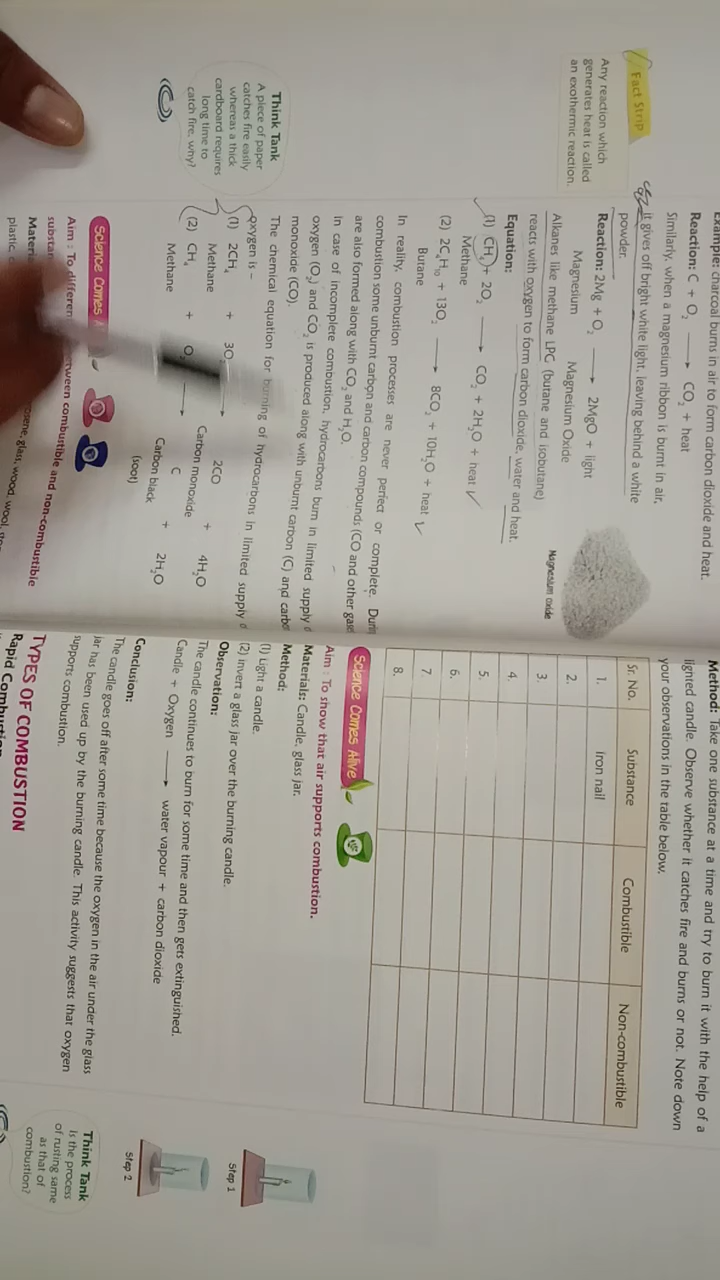 Example: charcoal burns in air to form carbon dioxide and heat.
Reaction: C + O₂ → CO₂ + heat
Similarly, when a magnesium ribbon is burnt in air,
it gives off bright white light, leaving behind a white
powder.
Reaction: 2Mg + O₂ → 2MgO + light
Magnesium Magnesium Oxide
Magnesium oxide
Alkanes like methane LPG (butane and isobutane)
reacts with oxygen to form carbon dioxide, water and heat.
Equation:
(1) CH₄ + 2O₂ → CO₂ + 2H₂O + heat
Methane
(2) 2C₄H₁₀ + 13O₂ → 8CO₂ + 10H₂O + heat
Butane
In reality, combustion processes are never perfect or complete.
combustion some unburnt carbon and carbon compounds (CO and other
are also formed along with CO₂ and H₂O.
In case of incomplete combustion, hydrocarbons burn in limited supply
oxygen (O₂) and CO₂ is produced along with unburnt carbon (C) and
monoxide (CO).
The chemical equation for burning of hydrocarbons in limited supply
oxygen is –
(1) 2CH₄ + 3O₂ → 2CO + 4H₂O
Methane Carbon monoxide
(2) CH₄ + O₂ → C + 2H₂O
Methane Carbon black
(soot)
Science Comes
Aim : To between combustible and non-combustible
glass, wood, wool,
Fact Strip
Any reaction which
generates heat is called
an exothermic reaction.
Think Tank
A piece of paper
catches fire easily
whereas a thick
cardboard requires
long time to
catch fire, why?
Method: Take one substance at a time and try to burn it with the help of a
lighted candle. Observe whether it catches fire and burns or not. Note down
your observations in the table below.
Sr. No. Substance Combustible Non-combustible
1. Iron nail
2.
3.
4.
5.
6.
7
8.
Science Comes Alive
Aim : To show that air supports combustion.
Materials: Candle, glass jar.
Method:
(1) Light a candle.
(2) Invert a glass jar over the burning candle.
Observation:
The candle continues to burn for some time and then gets extinguished.
Candle + Oxygen → water vapour + carbon dioxide
Conclusion:
The candle goes off after some time because the oxygen in the air under the glass
jar has been used up by the burning candle. This activity suggests that oxygen
supports combustion.
TYPES OF COMBUSTION
Rapid Combustion
Step 1
Step 2
Think Tank
Is the process
of rusting same
as that of
combustion?